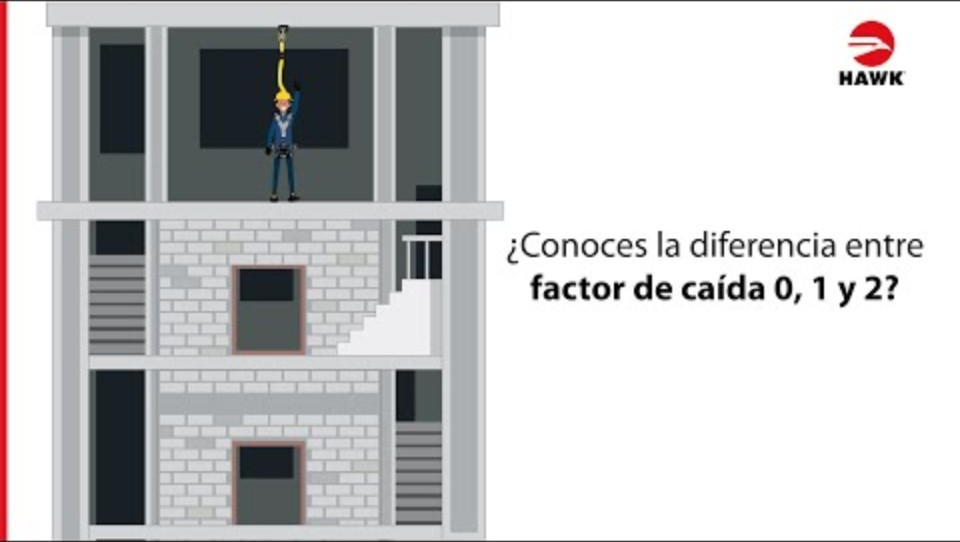 HAWK
¿Conoces la diferencia entre
factor de caída 0, 1 y 2?